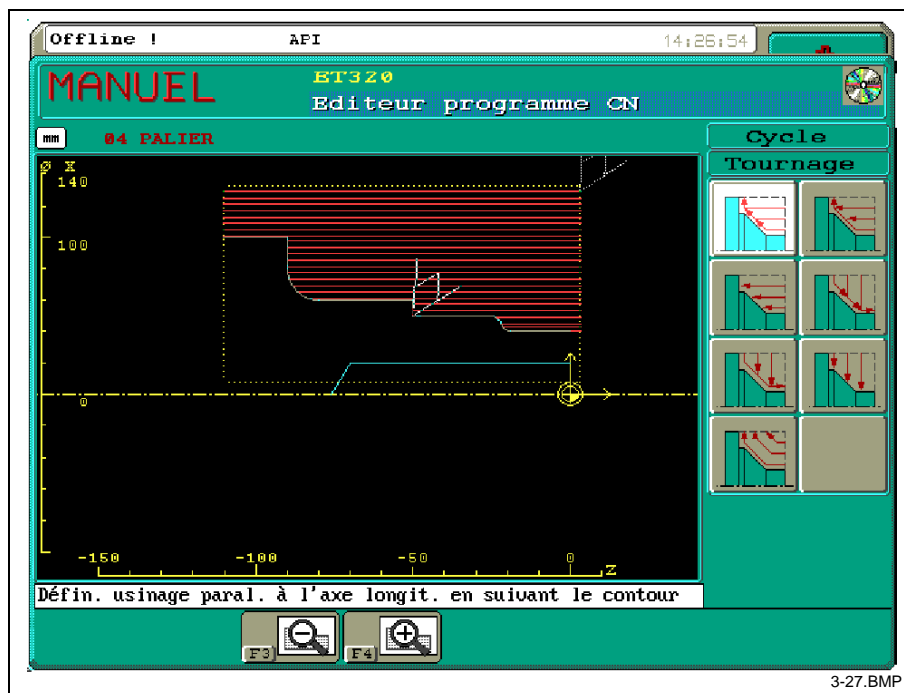 Offline ! API 14:26:54
MANUEL
ET320
Editeur programme CN
mm 04 PALIER
Cycle
Tournage
Ø X
140
100
0
-150 -100 -50 0
Z
Défin. usinage paral. à l'axe longit. en suivant le contour
F3 F4
3-27.BMP